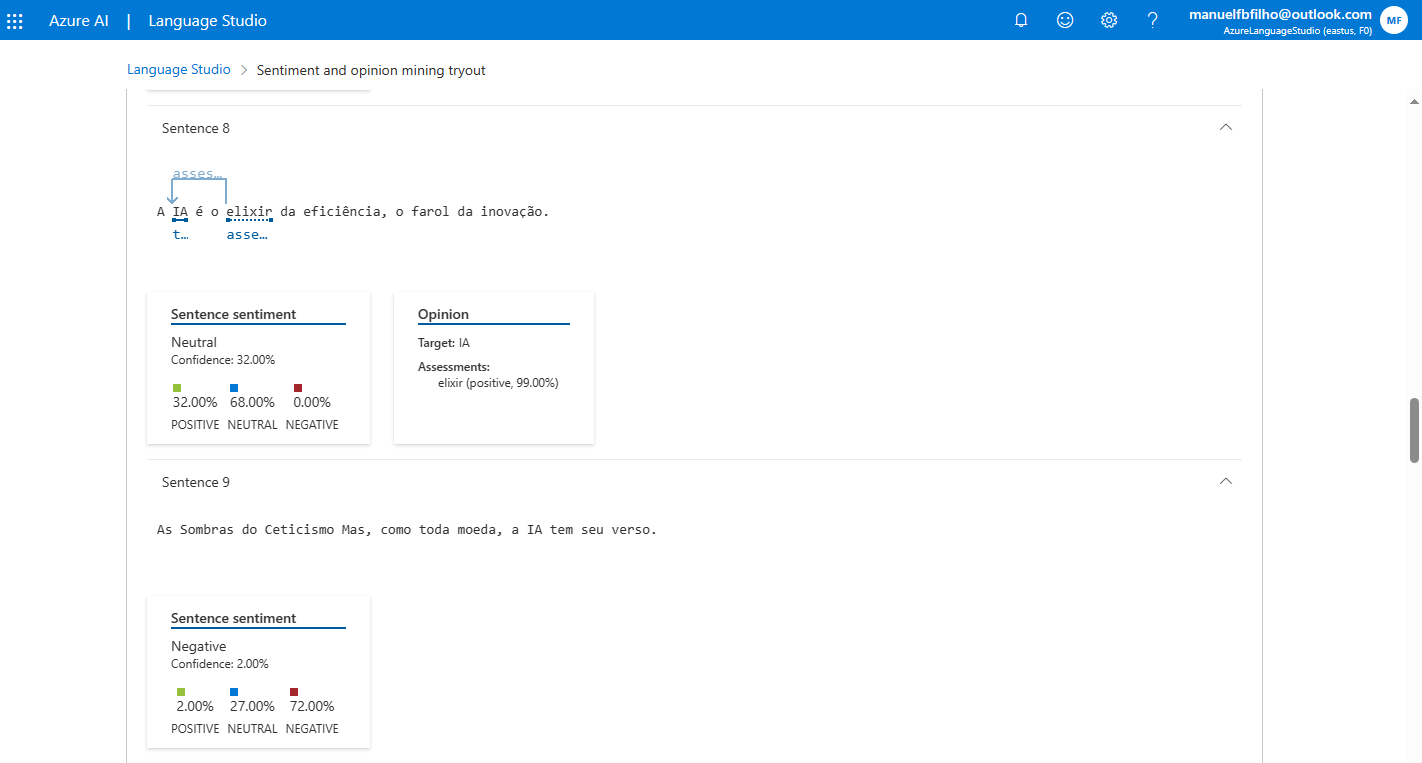 Azure AI | Language Studio
manuelfbfilho@outlook.com
AzureLanguageStudio (eastus, F0)
MF
Language Studio > Sentiment and opinion mining tryout
Sentence 8
asses…
A IA é o elixir da eficiência, o farol da inovação.
t… asse…
Sentence sentiment
Neutral
Confidence: 32.00%
32.00% 68.00% 0.00%
POSITIVE NEUTRAL NEGATIVE
Opinion
Target: IA
Assessments:
elixir (positive, 99.00%)
Sentence 9
As Sombras do Ceticismo Mas, como toda moeda, a IA tem seu verso.
Sentence sentiment
Negative
Confidence: 2.00%
2.00% 27.00% 72.00%
POSITIVE NEUTRAL NEGATIVE